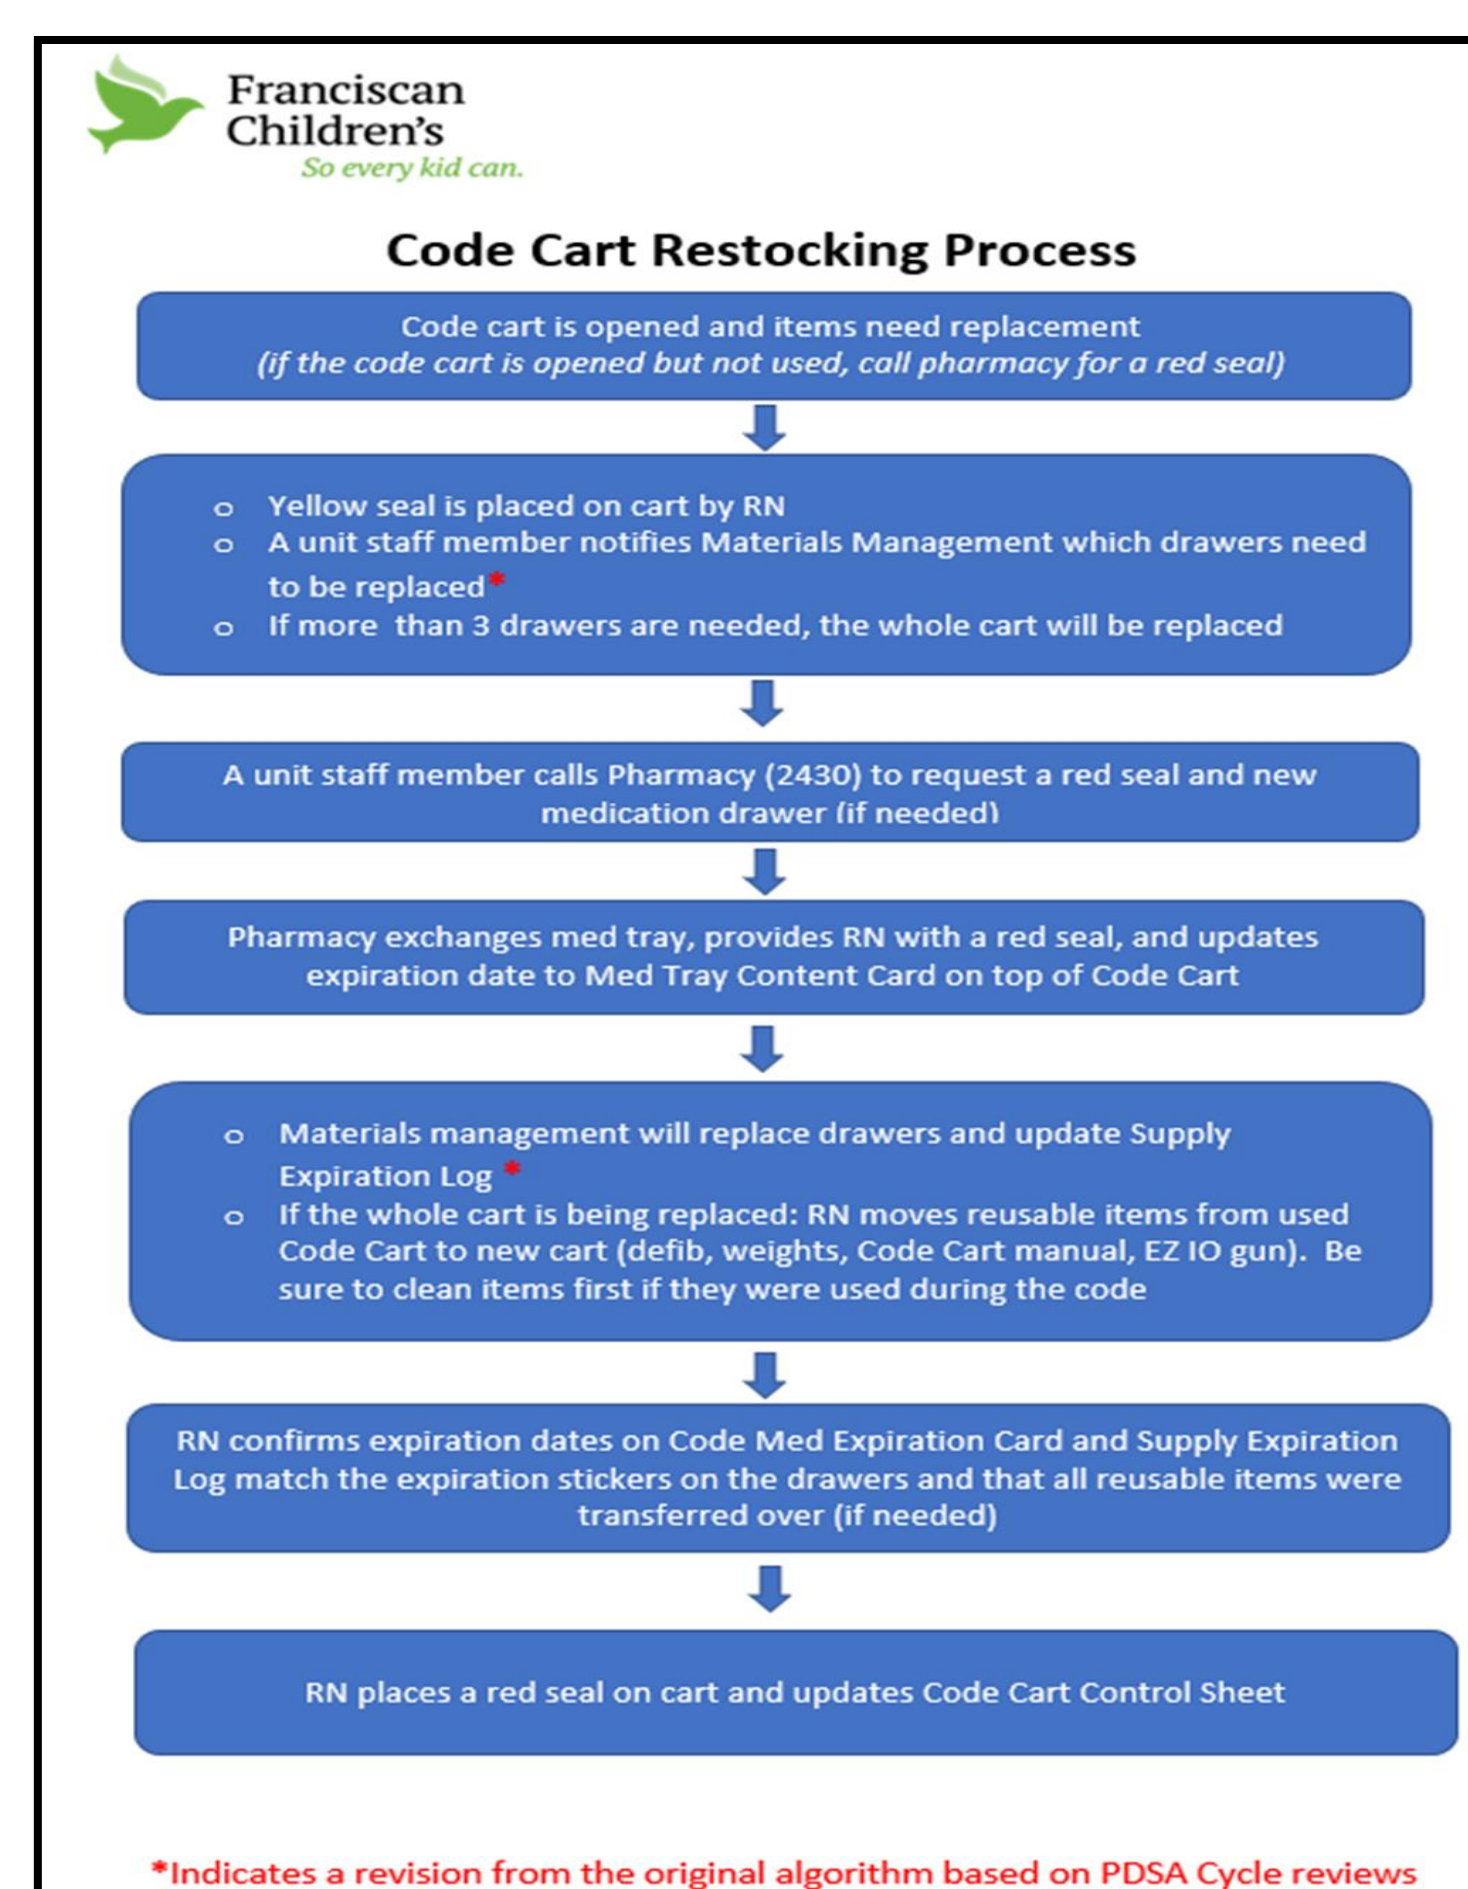 Franciscan
Children's
So every kid can.
Code Cart Restocking Process
Code cart is opened and items need replacement
(if the code cart is opened but not used, call pharmacy for a red seal)
o Yellow seal is placed on cart by RN
o A unit staff member notifies Materials Management which drawers need
to be replaced*
o If more than 3 drawers are needed, the whole cart will be replaced
A unit staff member calls Pharmacy (2430) to request a red seal and new
medication drawer (if needed)
Pharmacy exchanges med tray, provides RN with a red seal, and updates
expiration date to Med Tray Content Card on top of Code Cart
o Materials management will replace drawers and update Supply
Expiration Log *
o If the whole cart is being replaced: RN moves reusable items from used
Code Cart to new cart (defib, weights, Code Cart manual, EZ IO gun). Be
sure to clean items first if they were used during the code
RN confirms expiration dates on Code Med Expiration Card and Supply Expiration
Log match the expiration stickers on the drawers and that all reusable items were
transferred over (if needed)
RN places a red seal on cart and updates Code Cart Control Sheet
*Indicates a revision from the original algorithm based on PDSA Cycle reviews